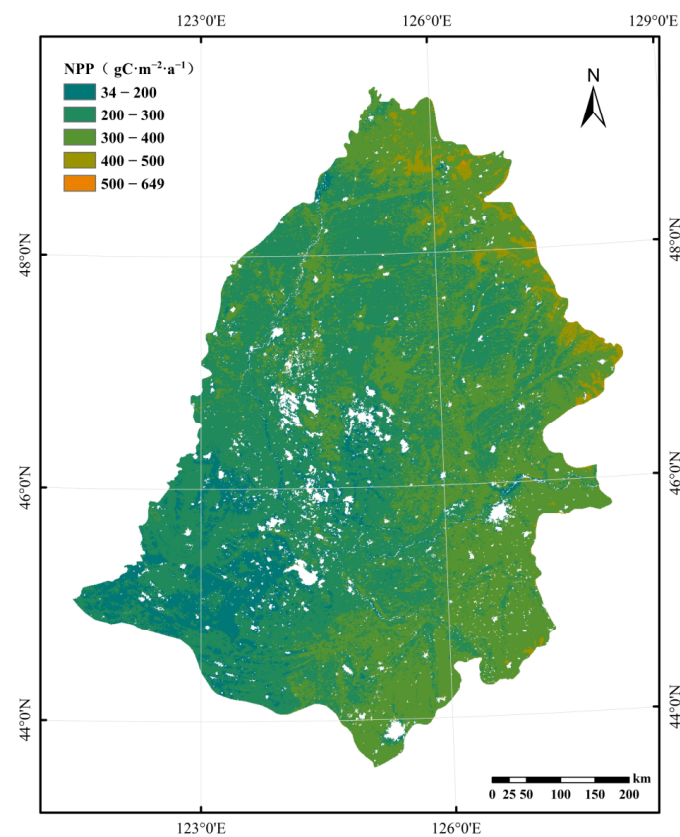 123°0'E 126°0'E 129°0'E
NPP（ gC·m⁻²·a⁻¹）
34 − 200
200 − 300
300 − 400
400 − 500
500 − 649
N
48°0'N 48°0'N
46°0'N 46°0'N
44°0'N 44°0'N
km
0 25 50 100 150 200
123°0'E 126°0'E